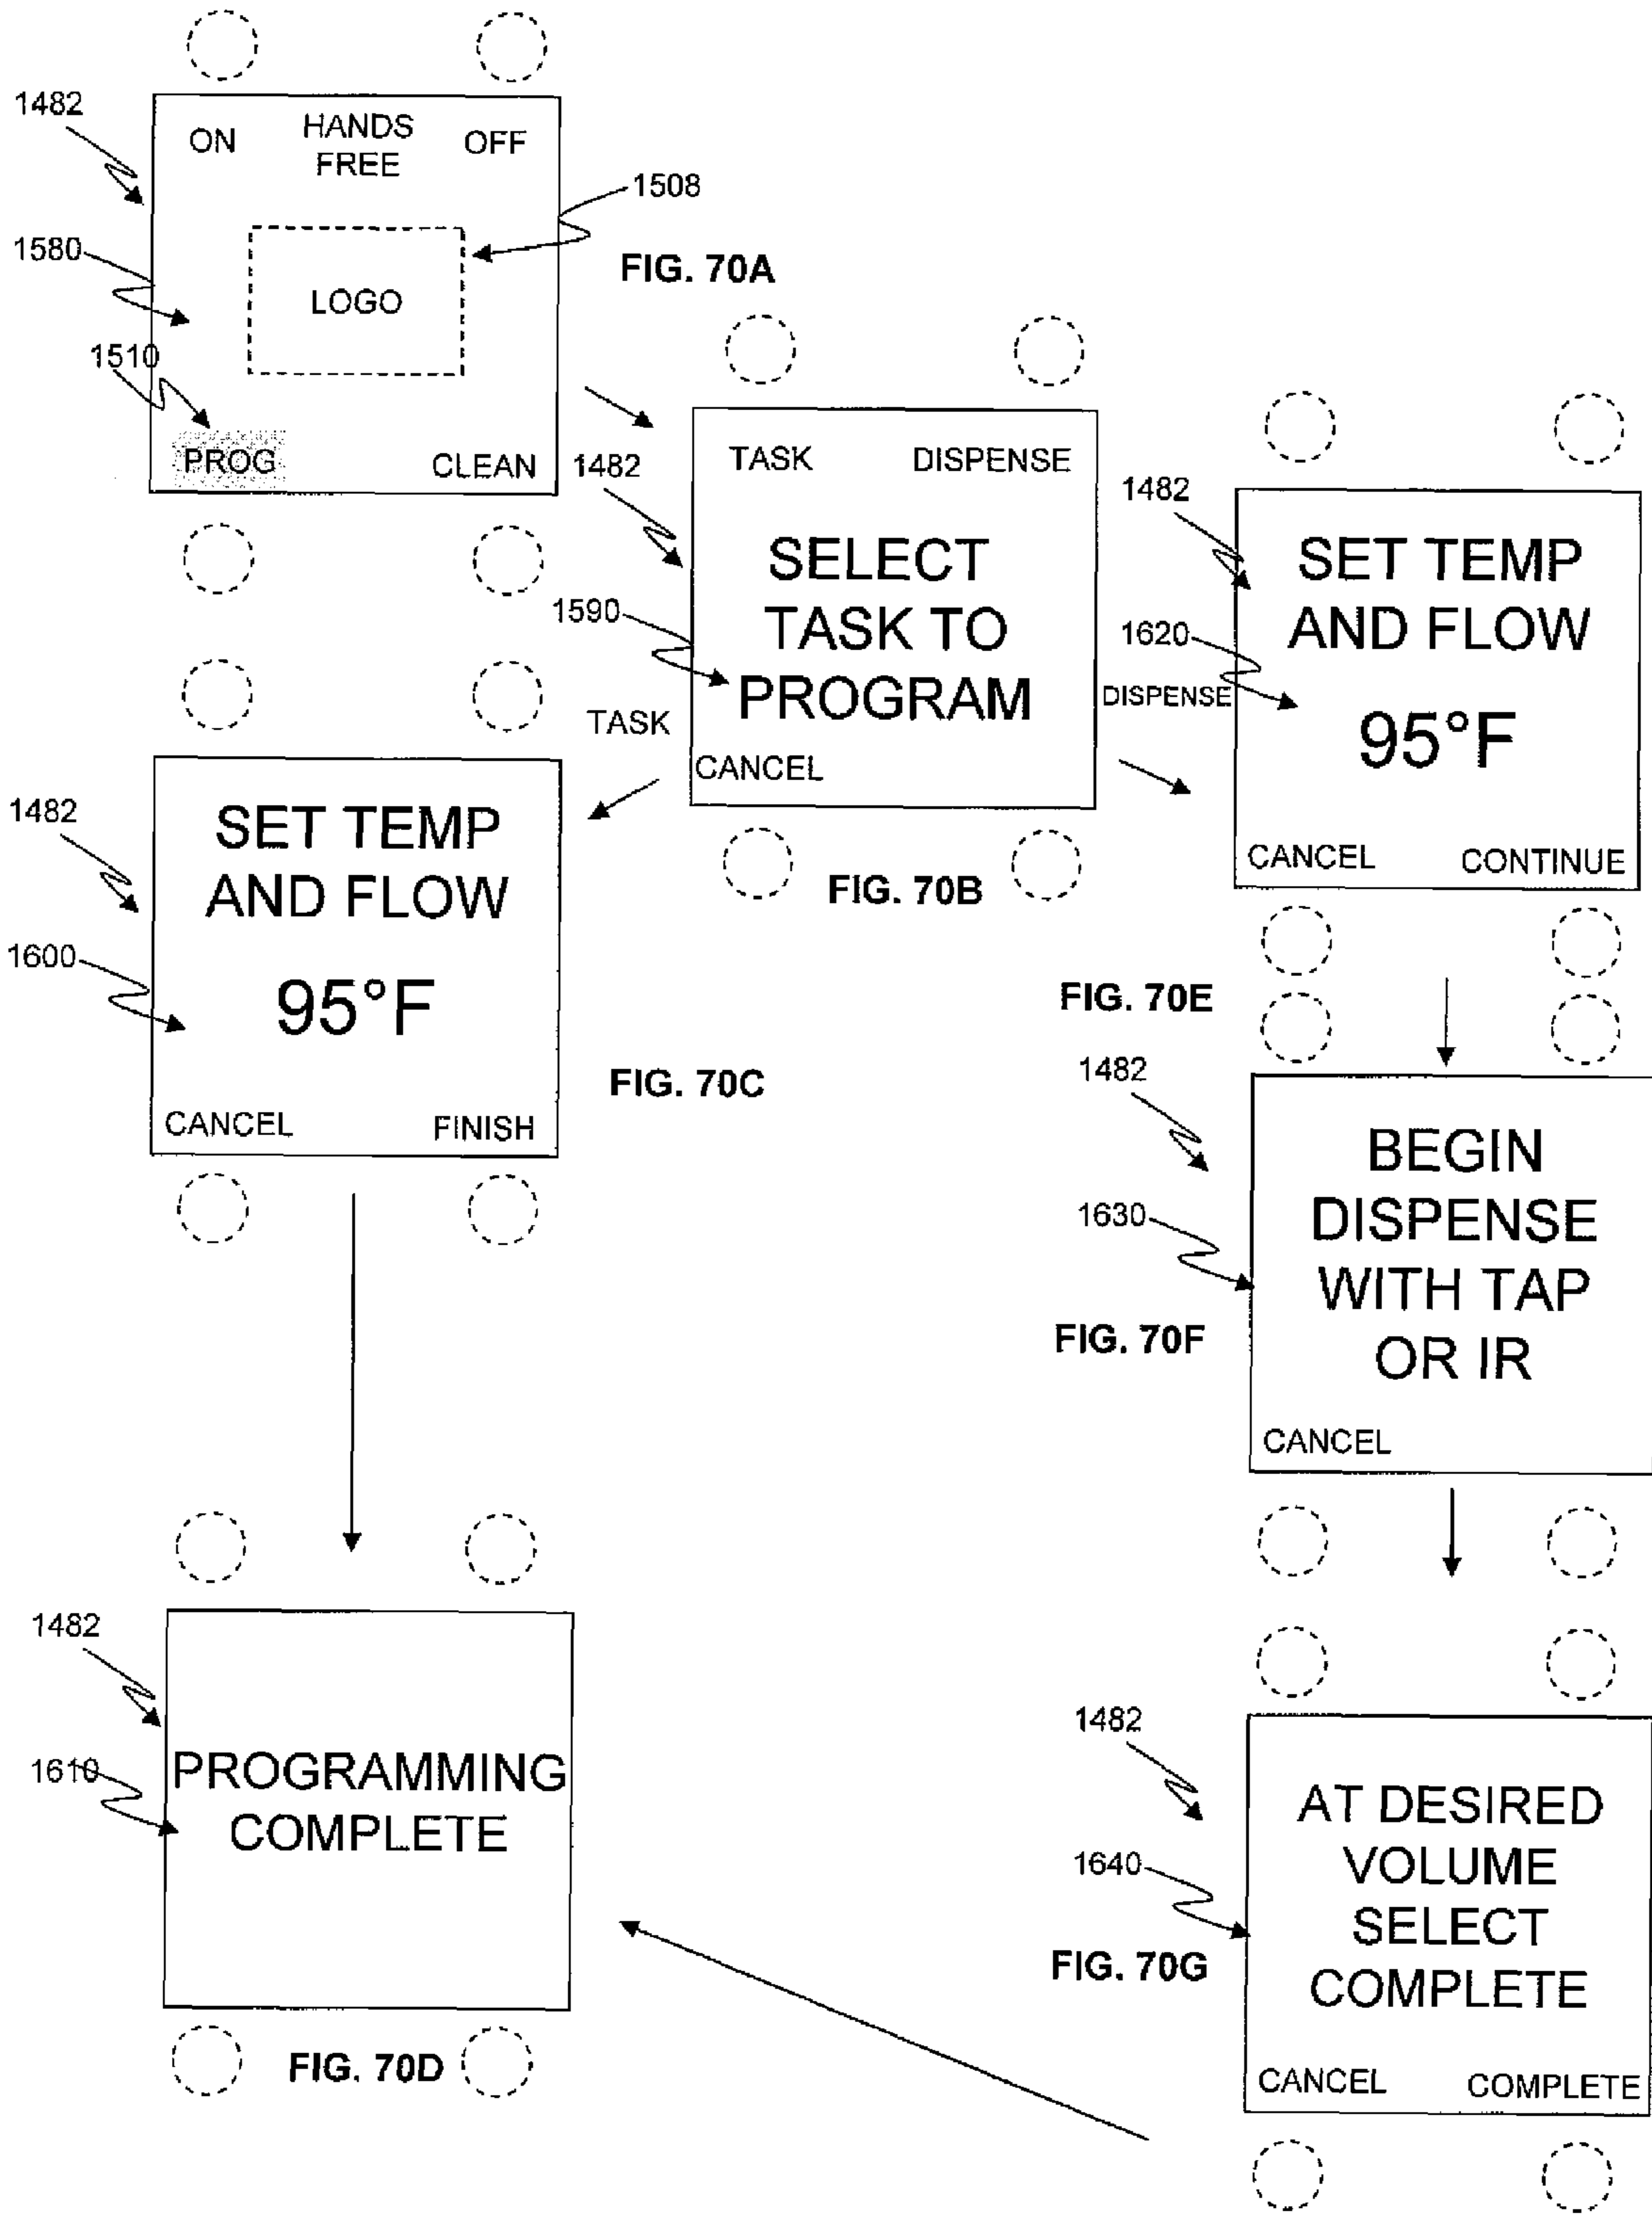 1482
ON
HANDS
FREE
OFF
1508
1580
LOGO
FIG. 70A
1510
PROG
CLEAN
1482
TASK
DISPENSE
SELECT
TASK TO
PROGRAM
1590
CANCEL
FIG. 70B
TASK
DISPENSE
1482
SET TEMP
AND FLOW
1600
95°F
CANCEL
FINISH
FIG. 70C
1482
PROGRAMMING
COMPLETE
1610
FIG. 70D
1482
SET TEMP
AND FLOW
1620
95°F
CANCEL
CONTINUE
FIG. 70E
1482
BEGIN
DISPENSE
WITH TAP
OR IR
1630
CANCEL
FIG. 70F
1482
AT DESIRED
VOLUME
SELECT
COMPLETE
1640
CANCEL
COMPLETE
FIG. 70G